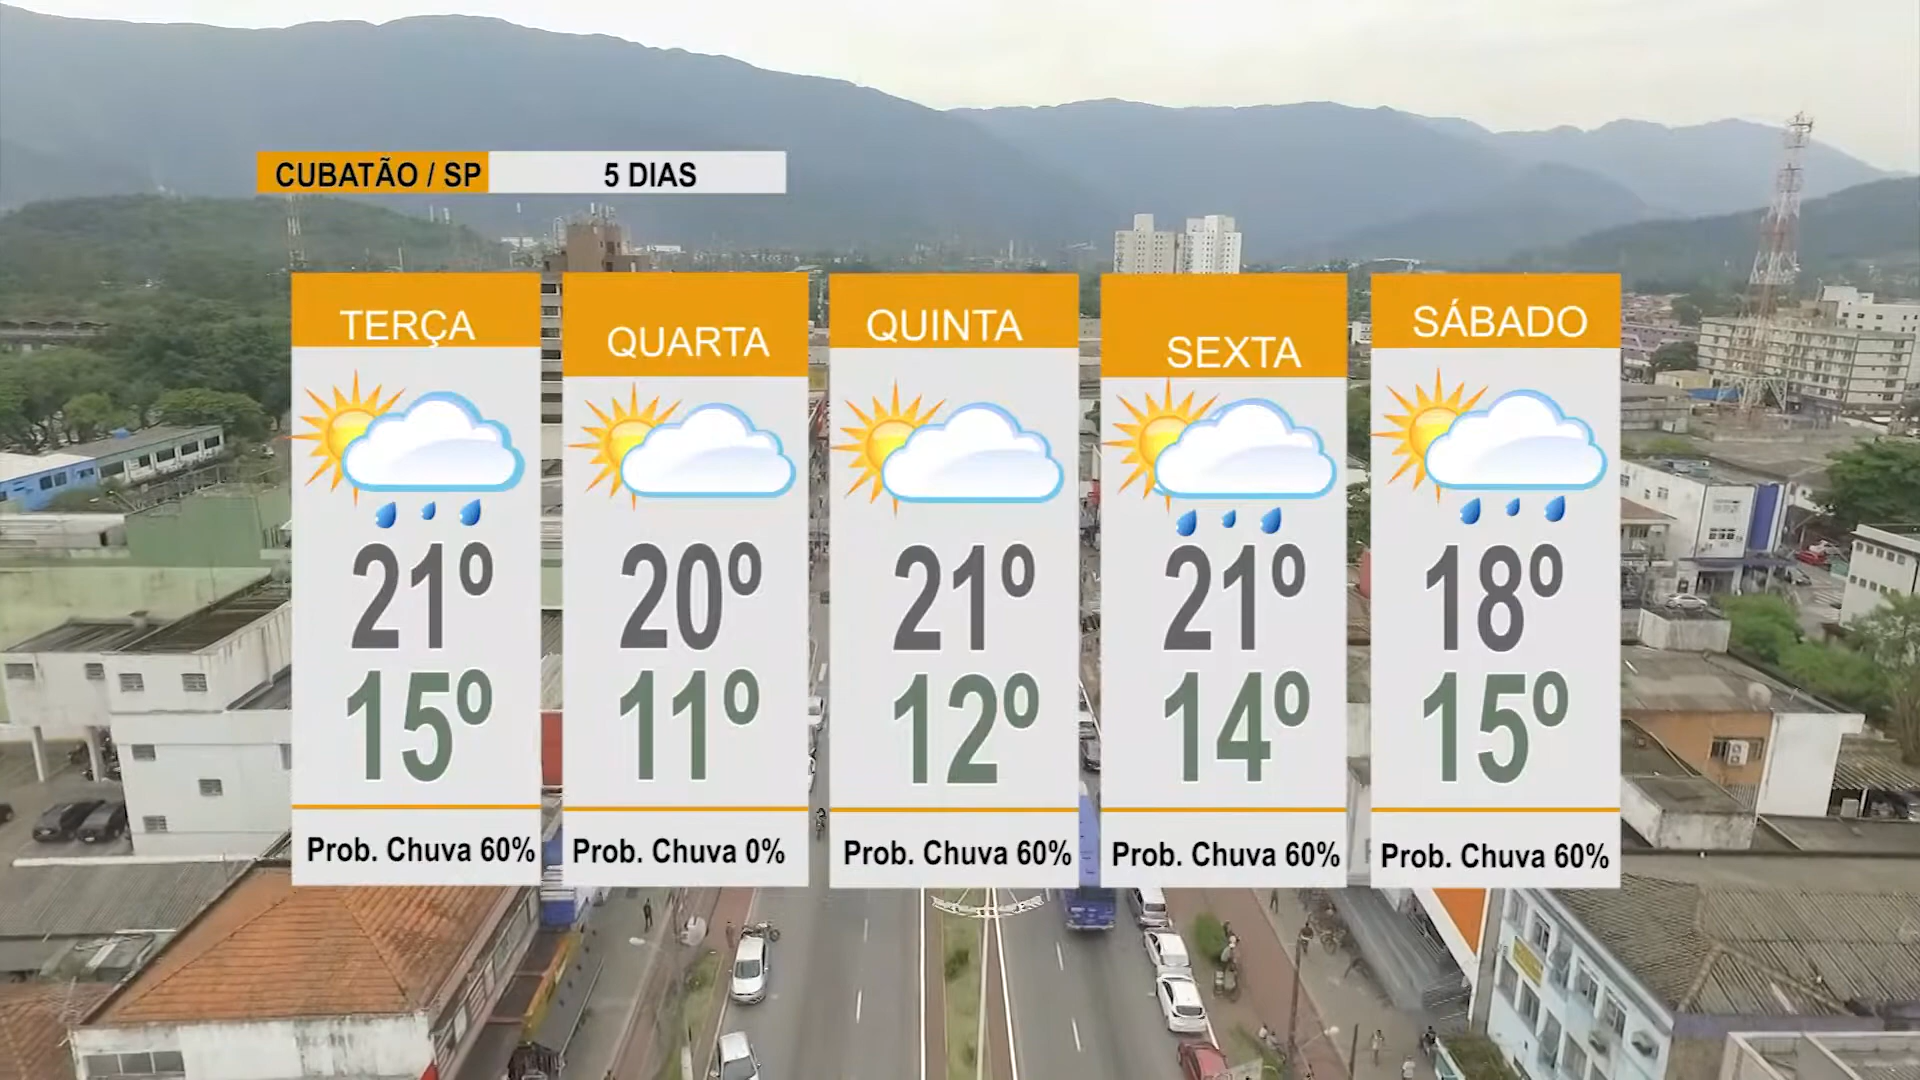 CUBATÃO / SP 5 DIAS
TERÇA
21º
15º
Prob. Chuva 60%
QUARTA
20º
11º
Prob. Chuva 0%
QUINTA
21º
12º
Prob. Chuva 60%
SEXTA
21º
14º
Prob. Chuva 60%
SÁBADO
18º
15º
Prob. Chuva 60%